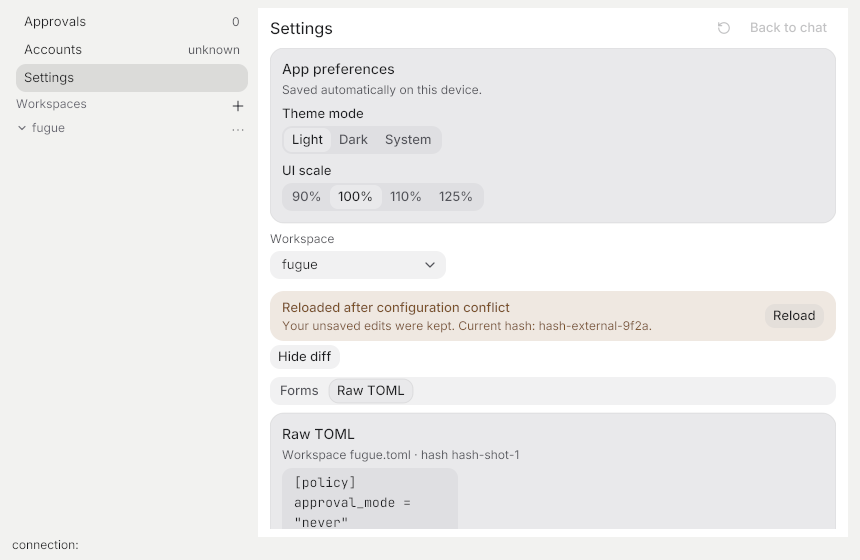 Approvals 0
Accounts unknown
Settings
Workspaces +
fugue ...
connection:
Settings Back to chat
App preferences
Saved automatically on this device.
Theme mode
Light Dark System
UI scale
90% 100% 110% 125%
Workspace
fugue
Reloaded after configuration conflict
Your unsaved edits were kept. Current hash: hash-external-9f2a.
Reload
Hide diff
Forms Raw TOML
Raw TOML
Workspace fugue.toml · hash hash-shot-1
[policy]
approval_mode =
"never"